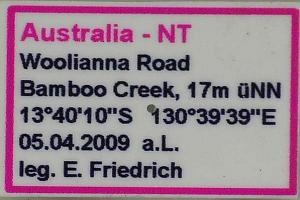 Australia - NT
Woolianna Road
Bamboo Creek, 17m üNN
13°40'10"S 130°39'39"E
05.04.2009 a.L.
leg. E. Friedrich